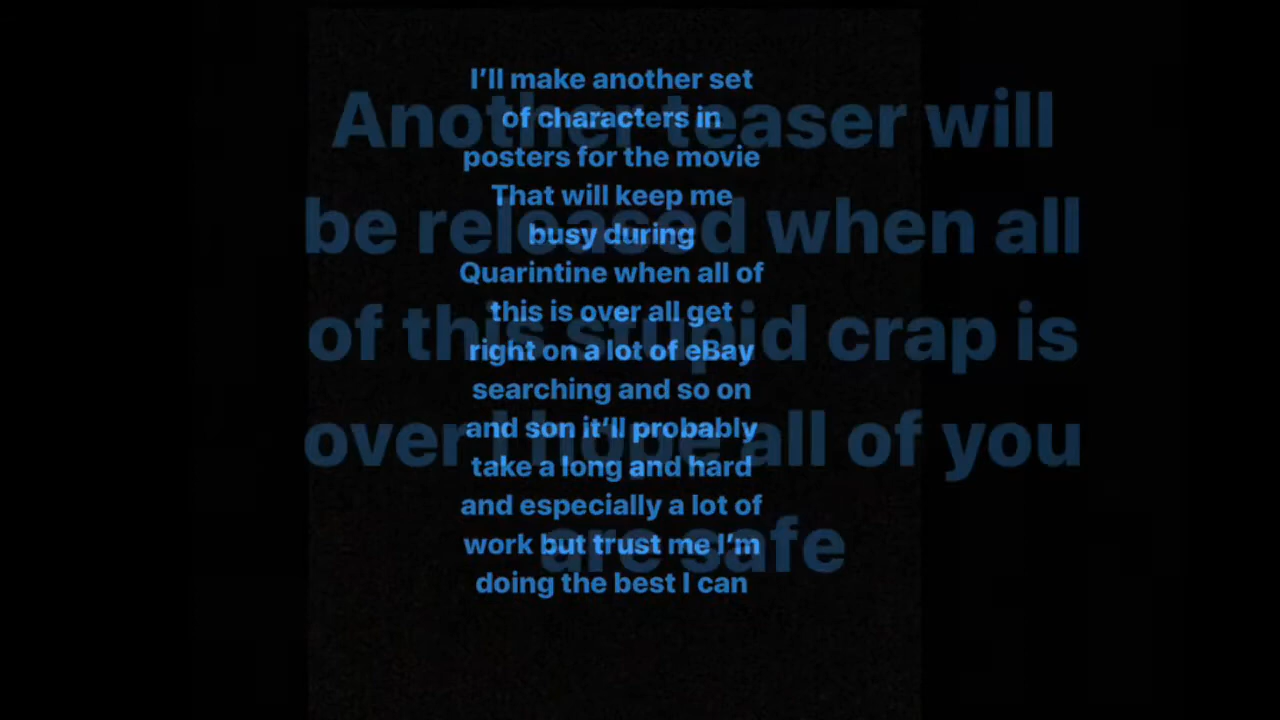 I’ll make another set
of characters in
posters for the movie
That will keep me
busy during
Quarintine when all of
this is over all get
right on a lot of eBay
searching and so on
and son it’ll probably
take a long and hard
and especially a lot of
work but trust me I’m
doing the best I can
Another teaser will
be released when all
of this stupid crap is
over I hope all of you
are safe